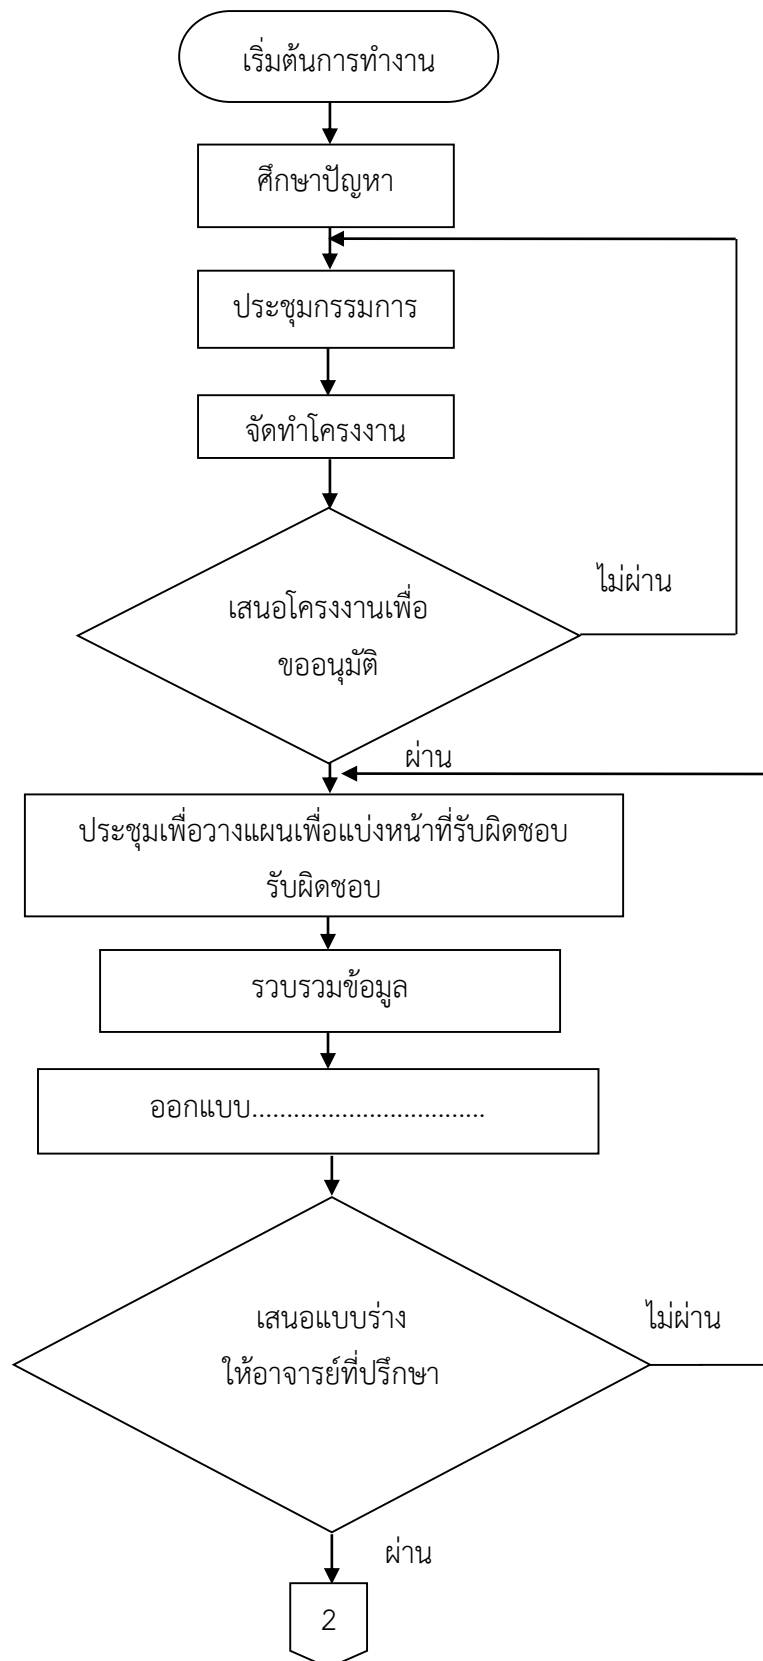 เริ่มต้นการทำงาน
ศึกษาปัญหา
ประชุมกรรมการ
จัดทำโครงงาน
เสนอโครงงานเพื่อ
ขออนุมัติ
ไม่ผ่าน
ผ่าน
ประชุมเพื่อวางแผนเพื่อแบ่งหน้าที่รับผิดชอบ
รับผิดชอบ
รวบรวมข้อมูล
ออกแบบ..................................
เสนอแบบร่าง
ให้อาจารย์ที่ปรึกษา
ไม่ผ่าน
ผ่าน
2